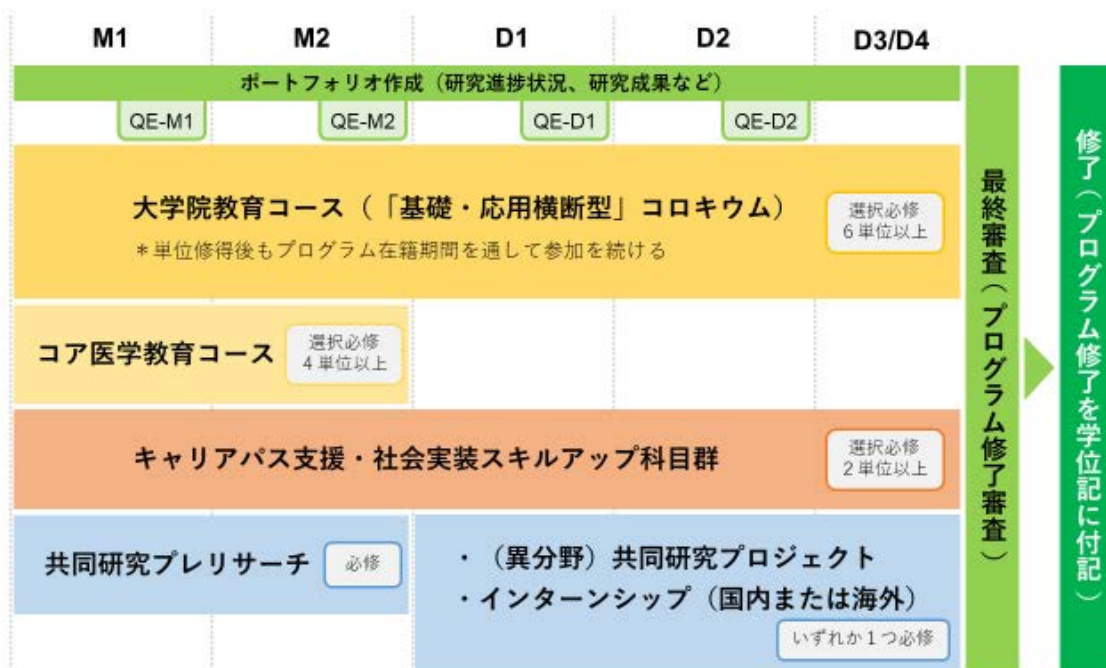 M1
M2
D1
D2
D3/D4
ポートフォリオ作成（研究進捗状況、研究成果など）
QE-M1
QE-M2
QE-D1
QE-D2
大学院教育コース（「基礎・応用横断型」コロキウム）
＊単位修得後もプログラム在籍期間を通して参加を続ける
選択必修
6単位以上
コア医学教育コース
選択必修
4単位以上
キャリアパス支援・社会実装スキルアップ科目群
選択必修
2単位以上
共同研究プレリサーチ
必修
・（異分野）共同研究プロジェクト
・インターンシップ（国内または海外）
いずれか1つ必修
最終審査（プログラム修了審査）
修了（プログラム修了を学位記に付記）